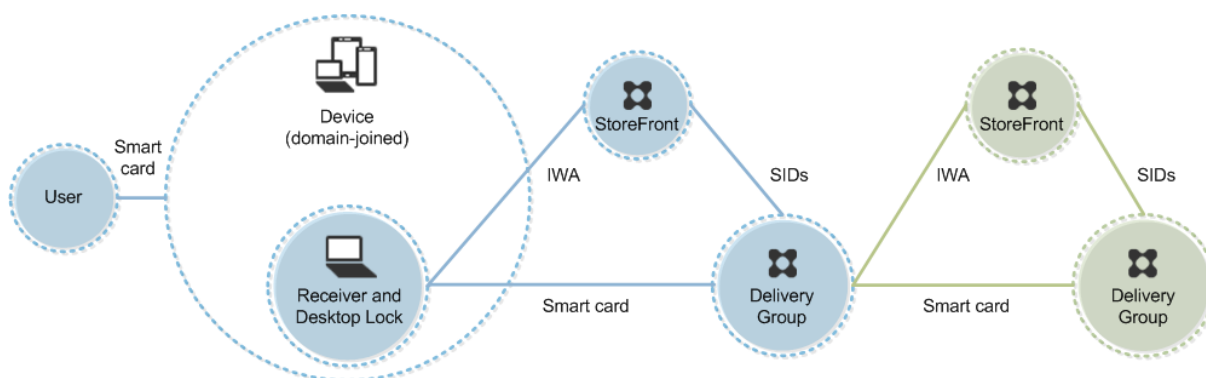 User
Smart
card
Device
(domain-joined)
Receiver and
Desktop Lock
IWA
StoreFront
SIDs
Smart card
Delivery
Group
IWA
StoreFront
SIDs
Smart card
Delivery
Group